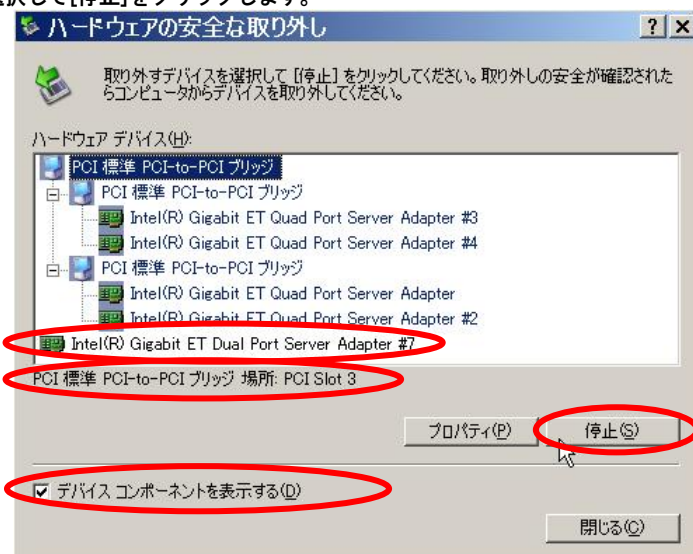 選択して[停止]をクリックします。
ハードウェアの安全な取り外し
取り外すデバイスを選択して [停止] をクリックしてください。取り外しの安全が確認された
らコンピュータからデバイスを取り外してください。
ハードウェア デバイス(H):
PCI 標準 PCI-to-PCI ブリッジ
PCI 標準 PCI-to-PCI ブリッジ
Intel(R) Gigabit ET Quad Port Server Adapter #3
Intel(R) Gigabit ET Quad Port Server Adapter #4
PCI 標準 PCI-to-PCI ブリッジ
Intel(R) Gigabit ET Quad Port Server Adapter
Intel(R) Gigabit ET Quad Port Server Adapter #2
Intel(R) Gigabit ET Dual Port Server Adapter #7
PCI 標準 PCI-to-PCI ブリッジ 場所: PCI Slot 3
プロパティ(P) 停止(S)
デバイス コンポーネントを表示する(D)
閉じる(C)